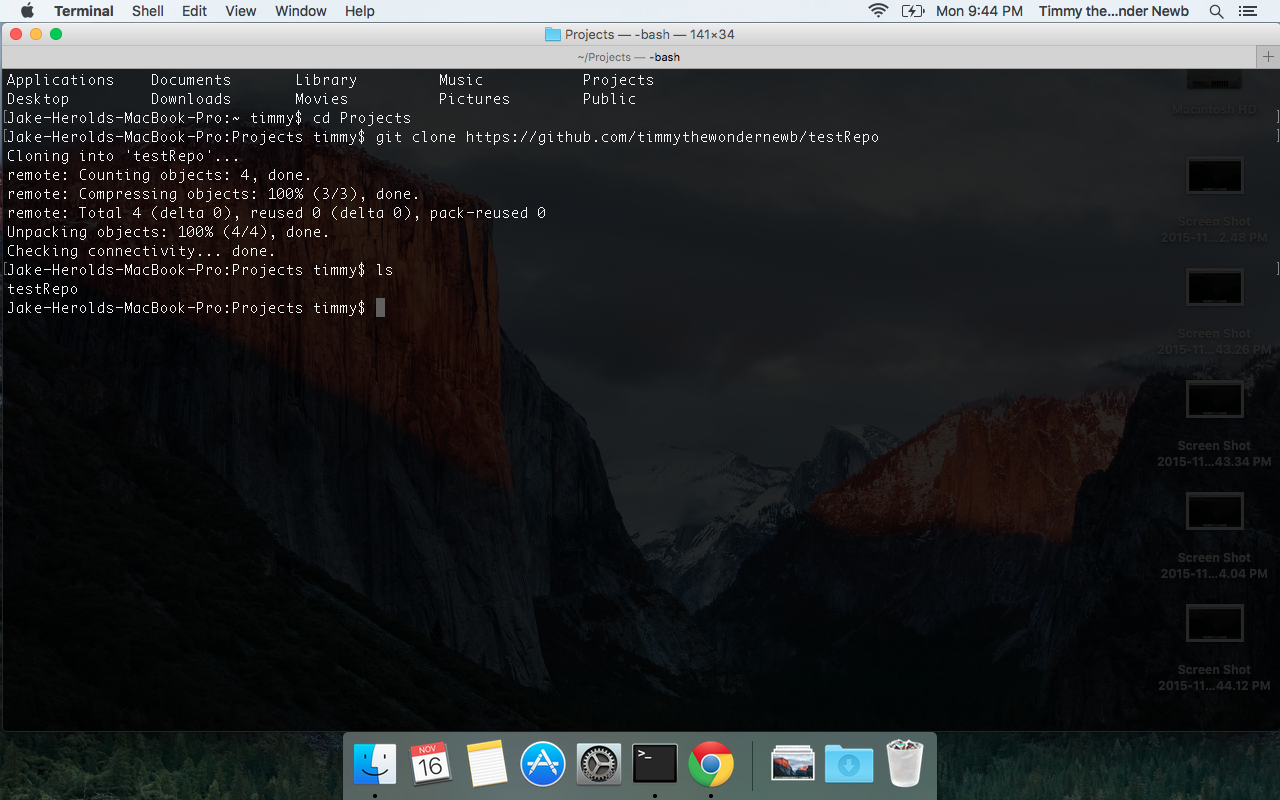 Terminal Shell Edit View Window Help Mon 9:44 PM Timmy the...nder Newb
Projects — -bash — 141×34
~/Projects — -bash
Applications Documents Library Music Projects
Desktop Downloads Movies Pictures Public
[Jake-Herolds-MacBook-Pro:~ timmy$ cd Projects ]
[Jake-Herolds-MacBook-Pro:Projects timmy$ git clone https://github.com/timmythewondernewb/testRepo ]
Cloning into 'testRepo'...
remote: Counting objects: 4, done.
remote: Compressing objects: 100% (3/3), done.
remote: Total 4 (delta 0), reused 0 (delta 0), pack-reused 0
Unpacking objects: 100% (4/4), done.
Checking connectivity... done.
[Jake-Herolds-MacBook-Pro:Projects timmy$ ls ]
testRepo
Jake-Herolds-MacBook-Pro:Projects timmy$
Macintosh HD
Screen Shot
2015-11...2.48 PM
Screen Shot
2015-11...43.26 PM
Screen Shot
2015-11...43.34 PM
Screen Shot
2015-11...4.04 PM
Screen Shot
2015-11...44.12 PM
NOV
16
>_